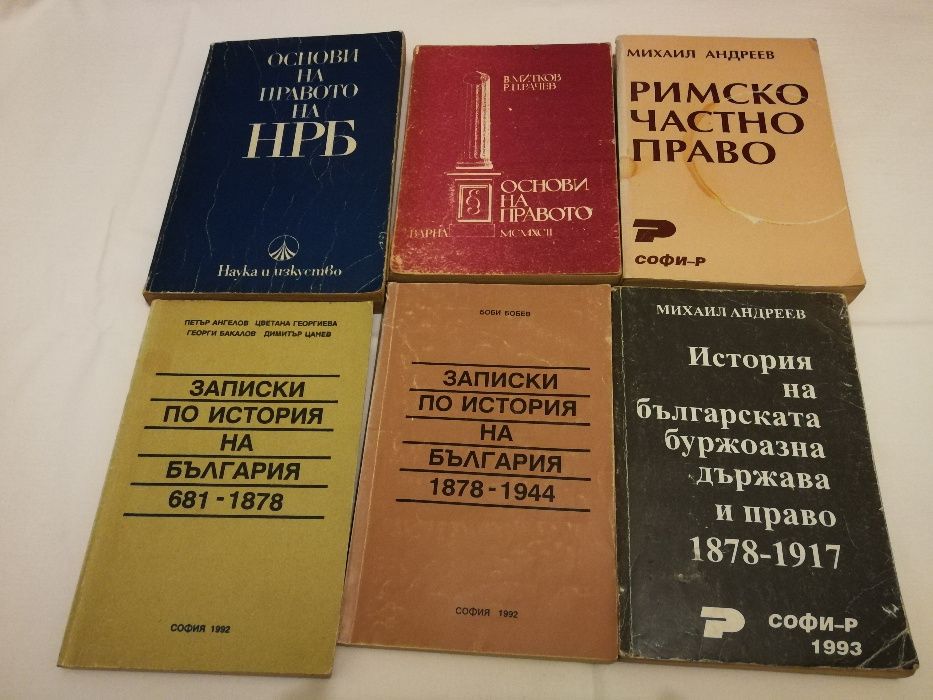 ОСНОВИ
НА
ПРАВОТО
НА
НРБ
Наука и изкуство
В. МИТКОВ
Р. П. РАЧЕВ
§
ОСНОВИ
НА
ПРАВОТО
ВАРНА MCMXCII
МИХАИЛ АНДРЕЕВ
РИМСКО
ЧАСТНО
ПРАВО
СОФИ-Р
ПЕТЪР АНГЕЛОВ ЦВЕТАНА ГЕОРГИЕВА
ГЕОРГИ БАКАЛОВ ДИМИТЪР ЦАНЕВ
ЗАПИСКИ
ПО ИСТОРИЯ
НА
БЪЛГАРИЯ
681 - 1878
СОФИЯ 1992
БОБИ БОБЕВ
ЗАПИСКИ
ПО ИСТОРИЯ
НА
БЪЛГАРИЯ
1878 - 1944
СОФИЯ 1992
МИХАИЛ АНДРЕЕВ
История
на
българската
буржоазна
държава
и право
1878-1917
СОФИ-Р
1993